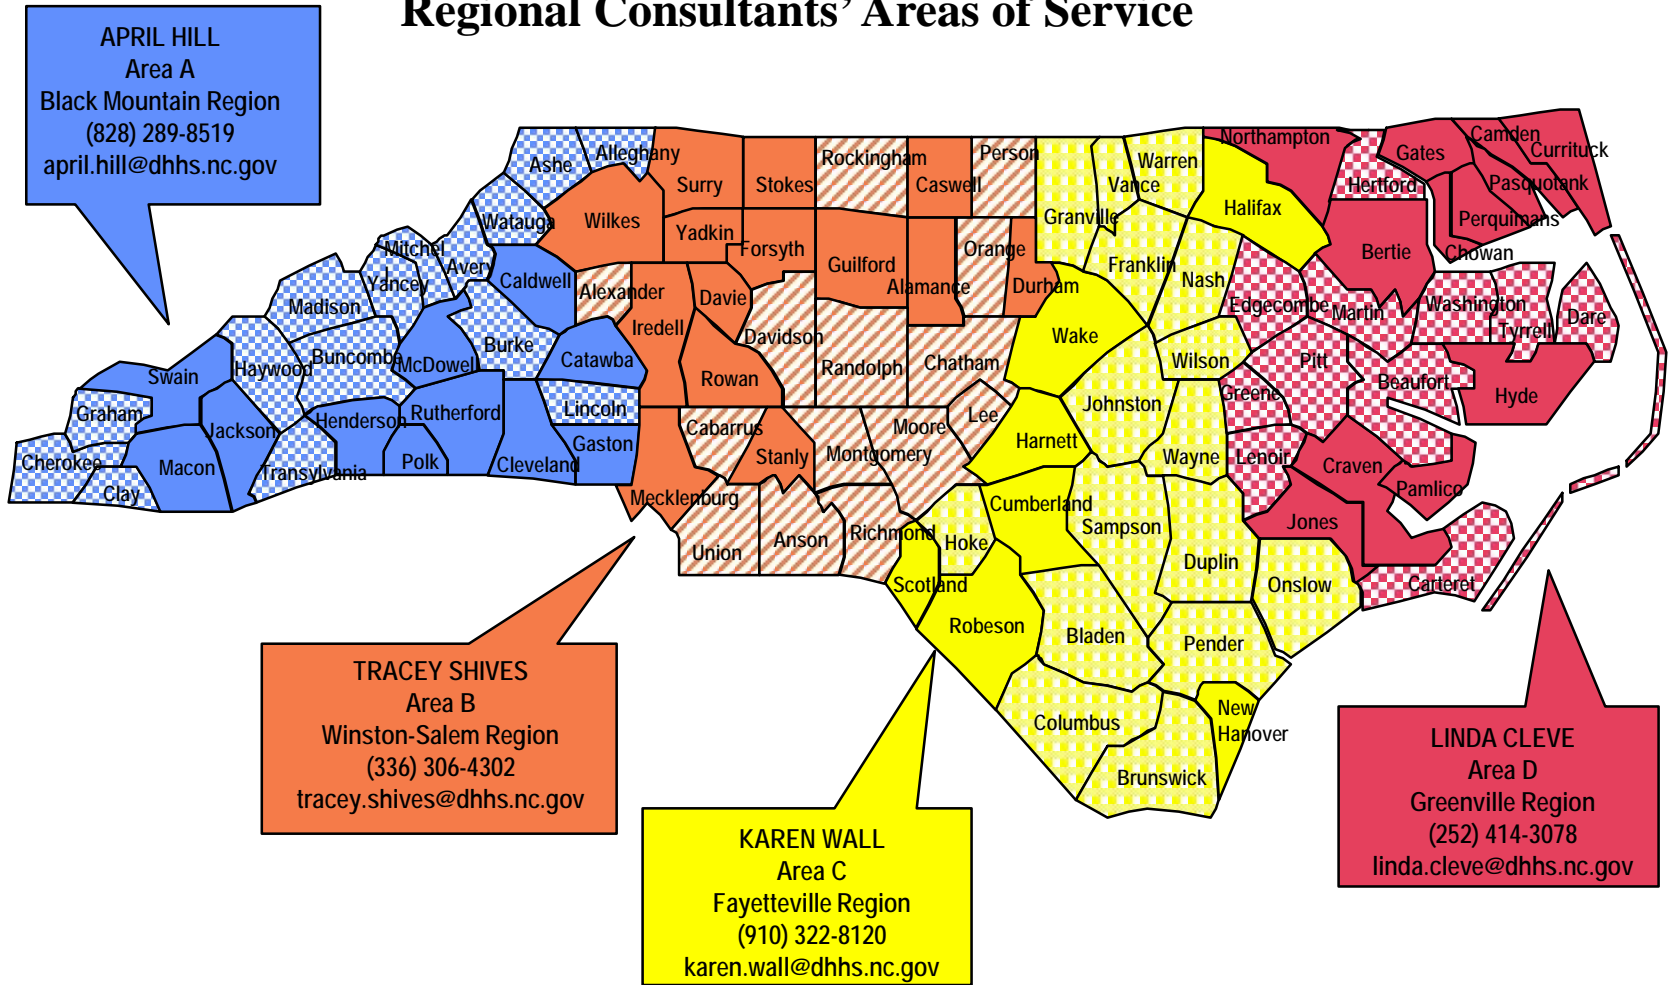 Regional Consultants' Areas of Service
APRIL HILL
Area A
Black Mountain Region
(828) 289-8519
april.hill@dhhs.nc.gov
Ashe
Alleghany
Surry
Stokes
Rockingham
Caswell
Person
Granville
Vance
Warren
Northampton
Halifax
Hertford
Gates
Camden
Currituck
Pasquotank
Perquimans
Chowan
Bertie
Watauga
Wilkes
Yadkin
Forsyth
Guilford
Alamance
Orange
Durham
Franklin
Nash
Edgecombe
Martin
Washington
Tyrrell
Dare
Mitchel
Avery
Yancey
Caldwell
Alexander
Iredell
Davie
Davidson
Randolph
Chatham
Wake
Wilson
Pitt
Beaufort
Hyde
Madison
Buncombe
McDowel
Burke
Catawba
Rowan
Swain
Haywood
Graham
Jackson
Henderson
Rutherford
Lincoln
Gaston
Cabarrus
Stanly
Montgomery
Moore
Lee
Harnett
Johnston
Wayne
Greene
Lenoir
Craven
Pamlico
Cherokee
Clay
Macon
Transylvania
Polk
Cleveland
Mecklenburg
Union
Anson
Richmond
Hoke
Cumberland
Sampson
Duplin
Jones
Onslow
Carteret
Scotland
Robeson
Bladen
Pender
Columbus
Brunswick
New
Hanover
TRACEY SHIVES
Area B
Winston-Salem Region
(336) 306-4302
tracey.shives@dhhs.nc.gov
KAREN WALL
Area C
Fayetteville Region
(910) 322-8120
karen.wall@dhhs.nc.gov
LINDA CLEVE
Area D
Greenville Region
(252) 414-3078
linda.cleve@dhhs.nc.gov